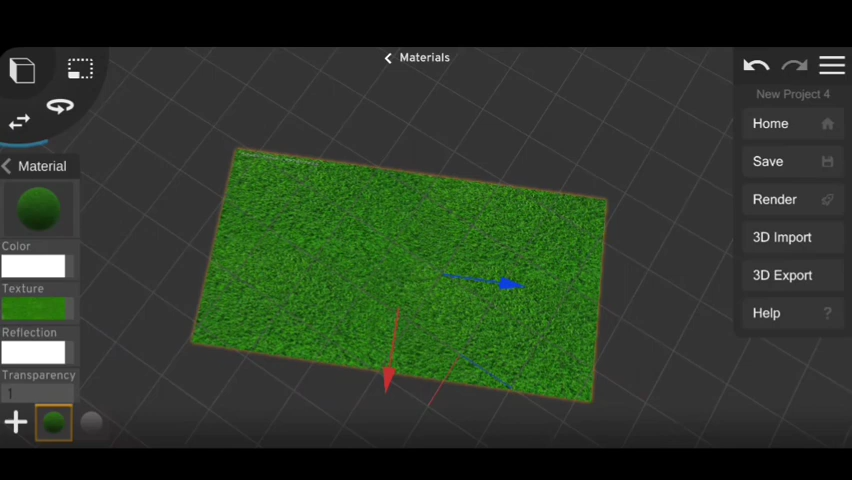 Materials
New Project 4
Home
Save
Render
3D Import
3D Export
Help
?
Material
Color
Texture
Reflection
Transparency
1